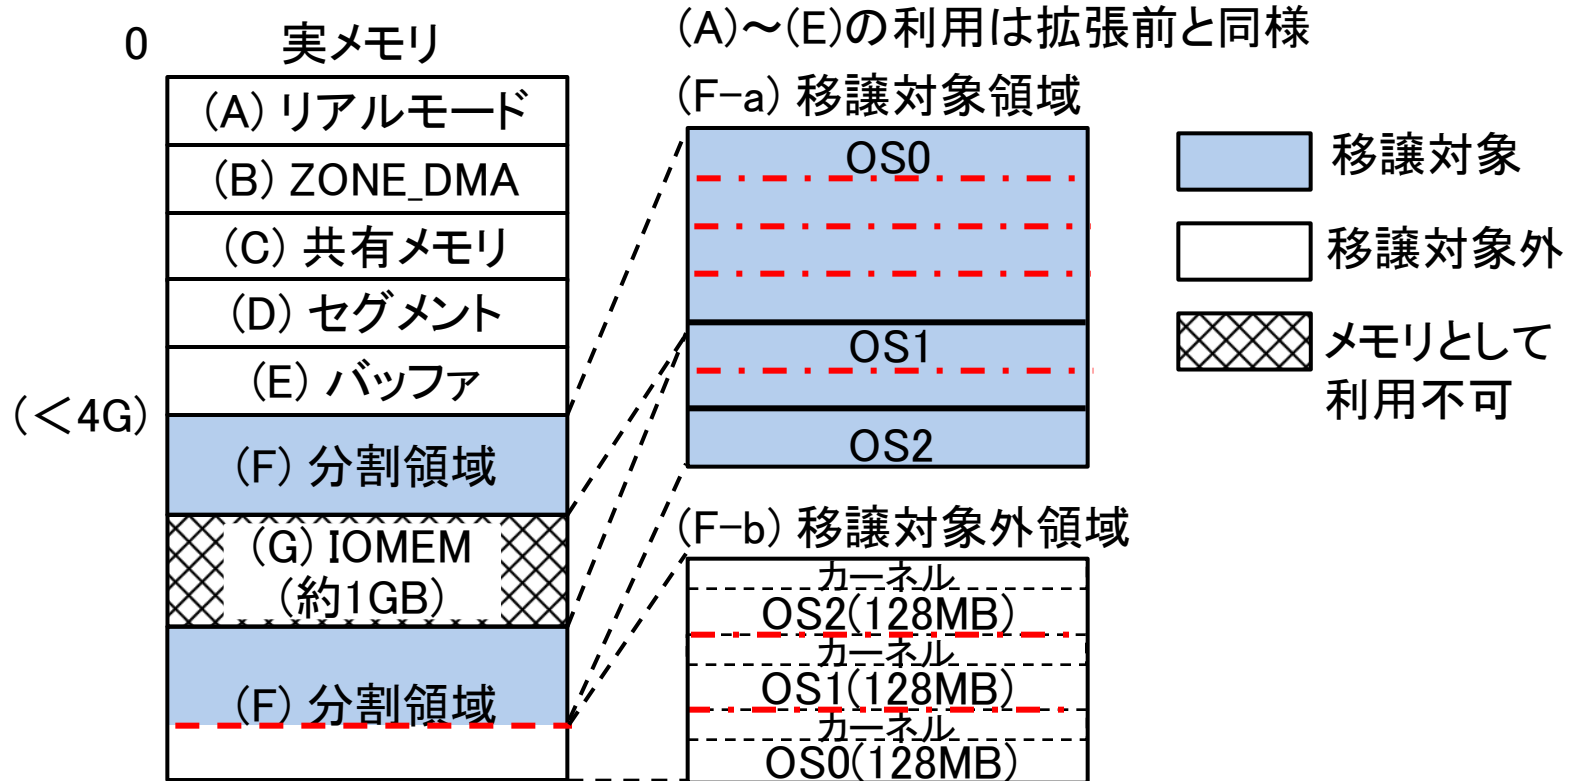 0
実メモリ
(A) リアルモード
(B) ZONE_DMA
(C) 共有メモリ
(D) セグメント
(E) バッファ
(<4G)
(F) 分割領域
(G) IOMEM
(約1GB)
(F) 分割領域
(A)~(E)の利用は拡張前と同様
(F-a) 移譲対象領域
OS0
OS1
OS2
(F-b) 移譲対象外領域
カーネル
OS2(128MB)
カーネル
OS1(128MB)
カーネル
OS0(128MB)
移譲対象
移譲対象外
メモリとして
利用不可